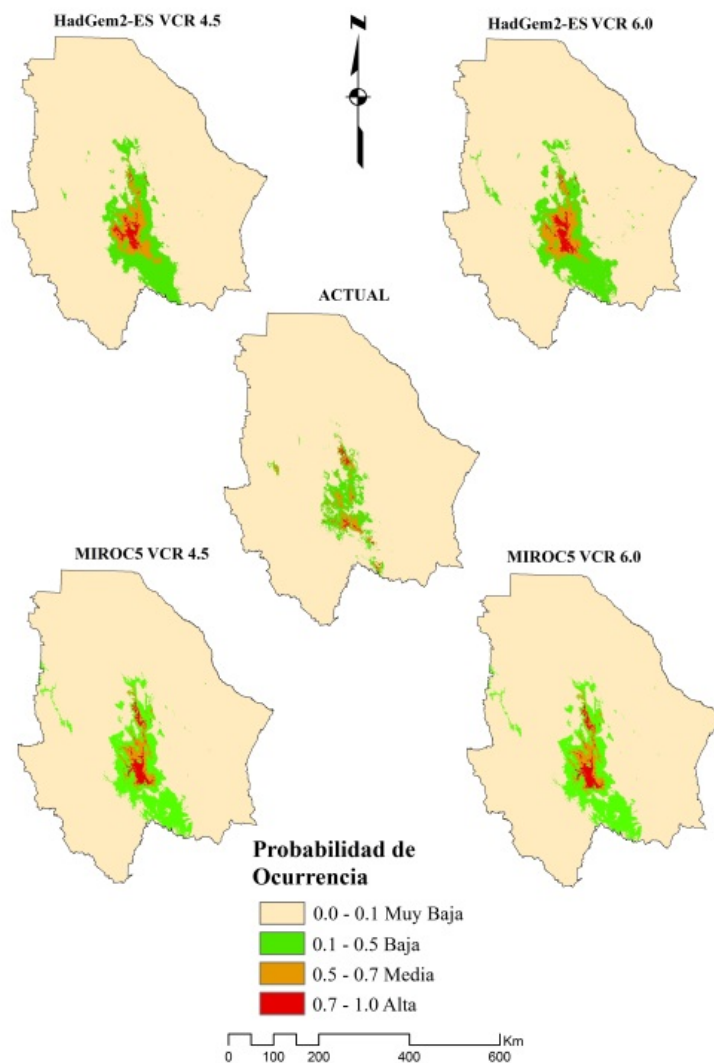 HadGem2-ES VCR 4.5
HadGem2-ES VCR 6.0
N
ACTUAL
MIROC5 VCR 4.5
MIROC5 VCR 6.0
Probabilidad de
Ocurrencia
0.0 - 0.1 Muy Baja
0.1 - 0.5 Baja
0.5 - 0.7 Media
0.7 - 1.0 Alta
Km
0 100 200 400 600